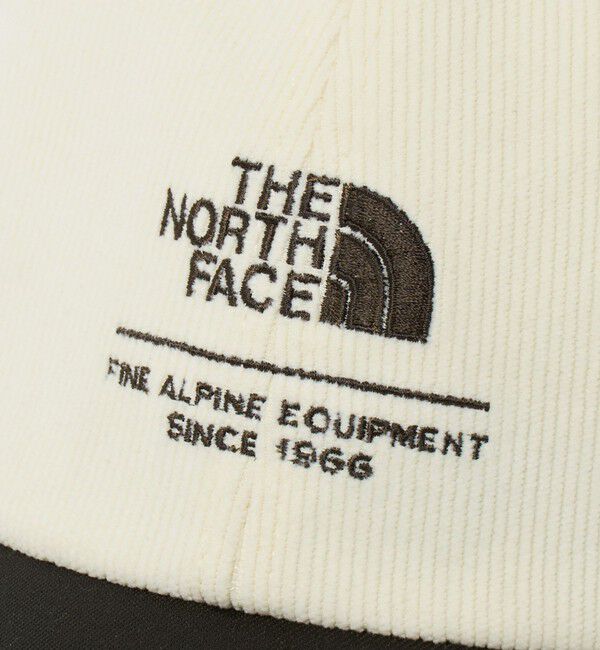 THE
NORTH
FACE
FINE ALPINE EQUIPMENT
SINCE 1966